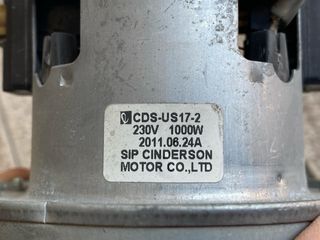 CDS-US17-2
230V 1000W
2011.06.24A
SIP CINDERSON
MOTOR CO.,LTD